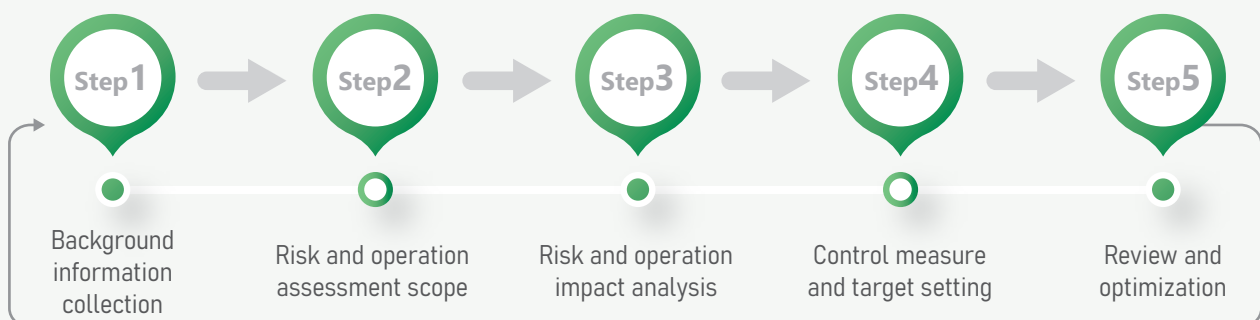 Step1
Step2
Step3
Step4
Step5
Background
information
collection
Risk and operation
assessment scope
Risk and operation
impact analysis
Control measure
and target setting
Review and
optimization